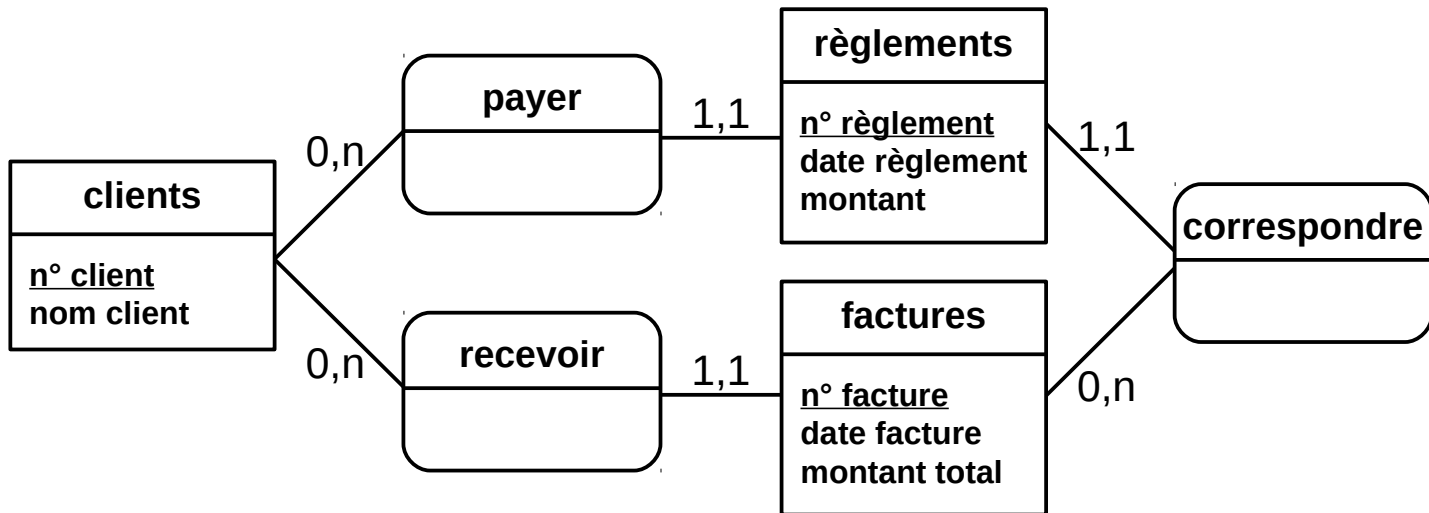 clients
n° client
nom client
0,n
payer
1,1
règlements
n° règlement
date règlement
montant
1,1
correspondre
0,n
recevoir
1,1
factures
n° facture
date facture
montant total
0,n